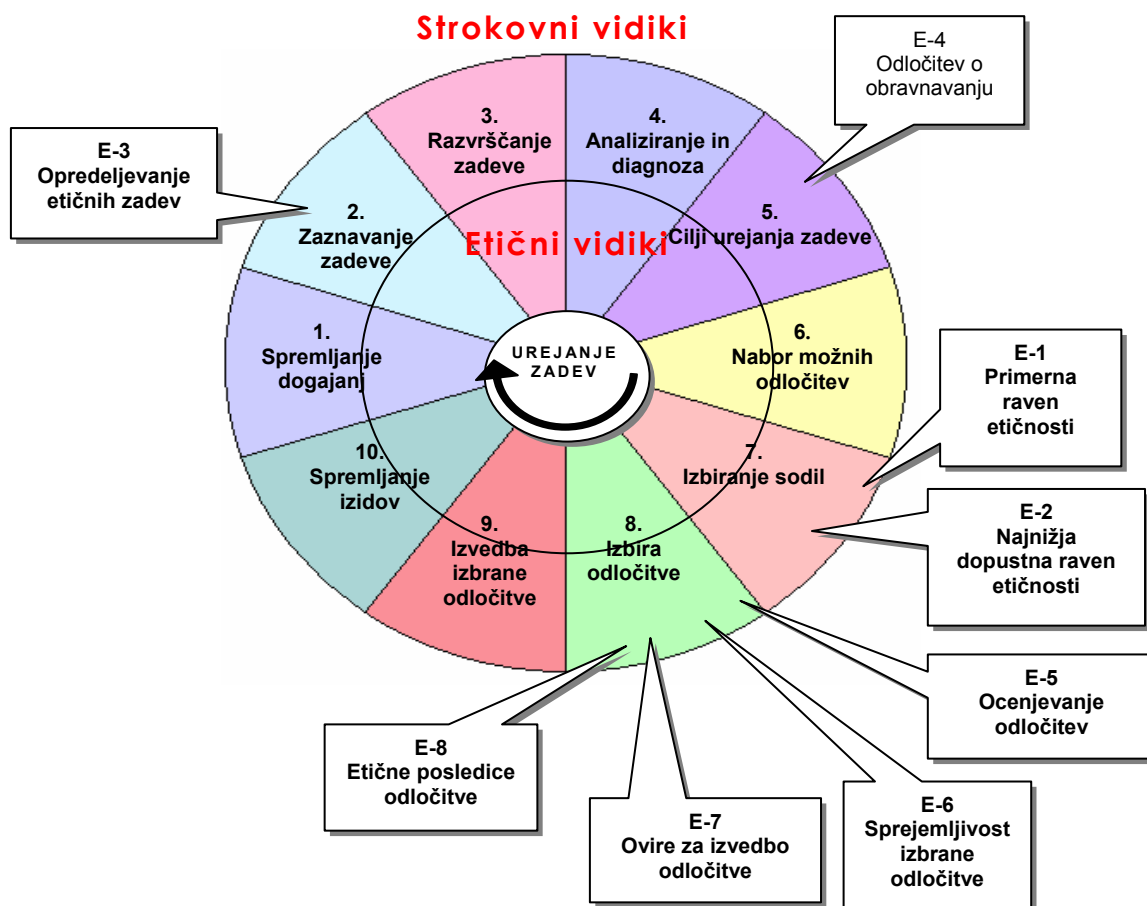 Strokovni vidiki
E-4
Odločitev o
obravnavanju
E-3
Opredeljevanje
etičnih zadev
3.
Razvrščanje
zadeve
4.
Analiziranje in
diagnoza
2.
Zaznavanje
zadeve
5.
Cilji urejanja zadeve
Etični vidiki
1.
Spremljanje
dogajanj
UREJANJE
ZADEV
6.
Nabor možnih
odločitev
E-1
Primerna
raven
etičnosti
10.
Spremljanje
izidov
7.
Izbiranje sodil
E-2
Najnižja
dopustna raven
etičnosti
9.
Izvedba
izbrane
odločitve
8.
Izbira
odločitve
E-5
Ocenjevanje
odločitev
E-8
Etične posledice
odločitve
E-7
Ovire za izvedbo
odločitve
E-6
Sprejemljivost
izbrane
odločitve